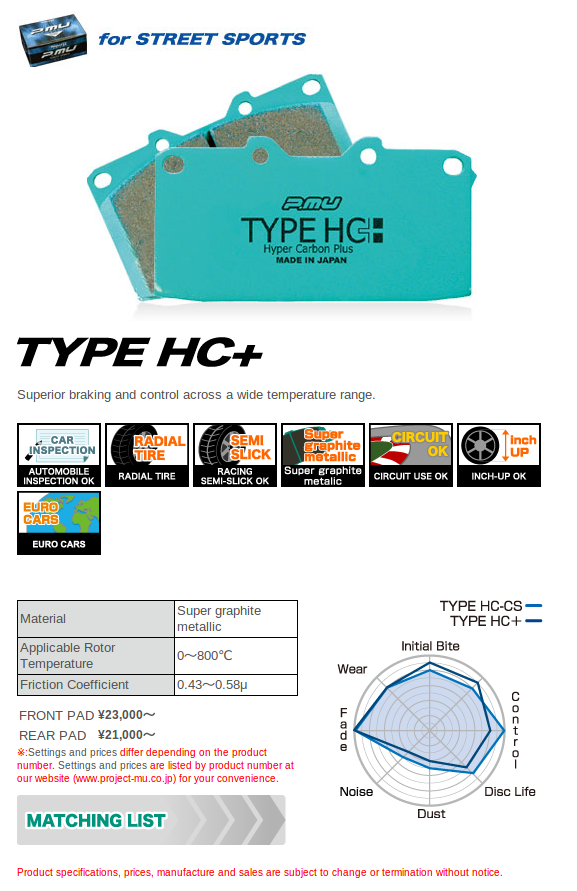 PMU
PMU
for STREET SPORTS
PMU
TYPE HC+
Hyper Carbon Plus
MADE IN JAPAN
TYPE HC+
Superior braking and control across a wide temperature range.
CAR
INSPECTION
AUTOMOBILE
INSPECTION OK
RADIAL
TIRE
RADIAL TIRE
SEMI
SLICK
RACING
SEMI-SLICK OK
Super
graphite
metallic
Super graphite
metalic
CIRCUIT
OK
CIRCUIT USE OK
inch
UP
INCH-UP OK
EURO
CARS
EURO CARS
Material
Super graphite
metallic
Applicable Rotor
Temperature
0〜800℃
Friction Coefficient
0.43〜0.58μ
FRONT PAD ¥23,000〜
REAR PAD ¥21,000〜
※:Settings and prices differ depending on the product
number. Settings and prices are listed by product number at
our website (www.project-mu.co.jp) for your convenience.
MATCHING LIST
TYPE HC-CS
TYPE HC+
Initial Bite
Wear
Control
Fade
Noise
Disc Life
Dust
Product specifications, prices, manufacture and sales are subject to change or termination without notice.